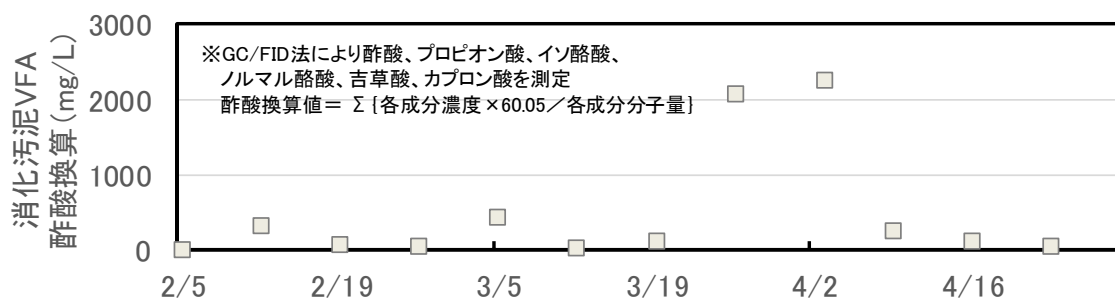 3000
2000
1000
0
消化汚泥VFA
酢酸換算(mg/L)
※GC/FID法により酢酸、プロピオン酸、イソ酪酸、
ノルマル酪酸、吉草酸、カプロン酸を測定
酢酸換算値= Σ{各成分濃度×60.05/各成分分子量}
2/5 2/19 3/5 3/19 4/2 4/16